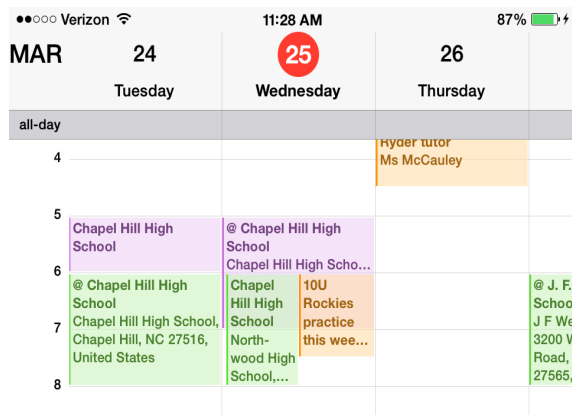 Verizon 11:28 AM 87%
MAR 24 25 26
Tuesday Wednesday Thursday
all-day
Ryder tutor
Ms McCauley
4
5
Chapel Hill High
School
@ Chapel Hill High
School
Chapel Hill High Scho...
6
@ Chapel Hill High
School
Chapel Hill High School,
Chapel Hill, NC 27516,
United States
Chapel
Hill High
School
North-
wood High
School,...
10U
Rockies
practice
this wee...
@ J. F.
Schoo
J F We
3200 W
Road,
27565,
7
8